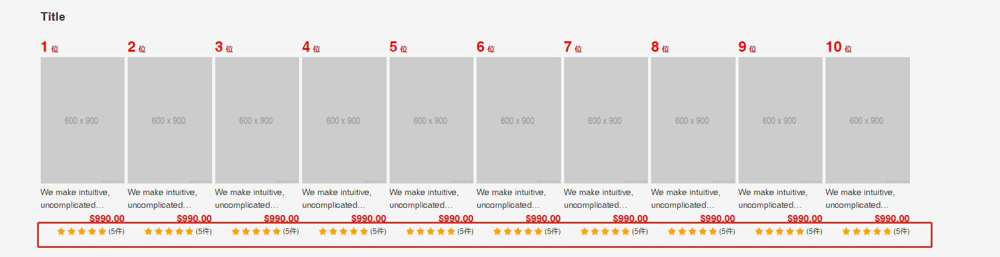 Title
1 位 2 位 3 位 4 位 5 位 6 位 7 位 8 位 9 位 10 位
600 x 900 600 x 900 600 x 900 600 x 900 600 x 900 600 x 900 600 x 900 600 x 900 600 x 900 600 x 900
We make intuitive, We make intuitive, We make intuitive, We make intuitive, We make intuitive, We make intuitive, We make intuitive, We make intuitive, We make intuitive, We make intuitive,
uncomplicated... uncomplicated... uncomplicated... uncomplicated... uncomplicated... uncomplicated... uncomplicated... uncomplicated... uncomplicated... uncomplicated...
$990.00 $990.00 $990.00 $990.00 $990.00 $990.00 $990.00 $990.00 $990.00 $990.00
★★★★★ (5件) ★★★★★ (5件) ★★★★★ (5件) ★★★★★ (5件) ★★★★★ (5件) ★★★★★ (5件) ★★★★★ (5件) ★★★★★ (5件) ★★★★★ (5件) ★★★★★ (5件)